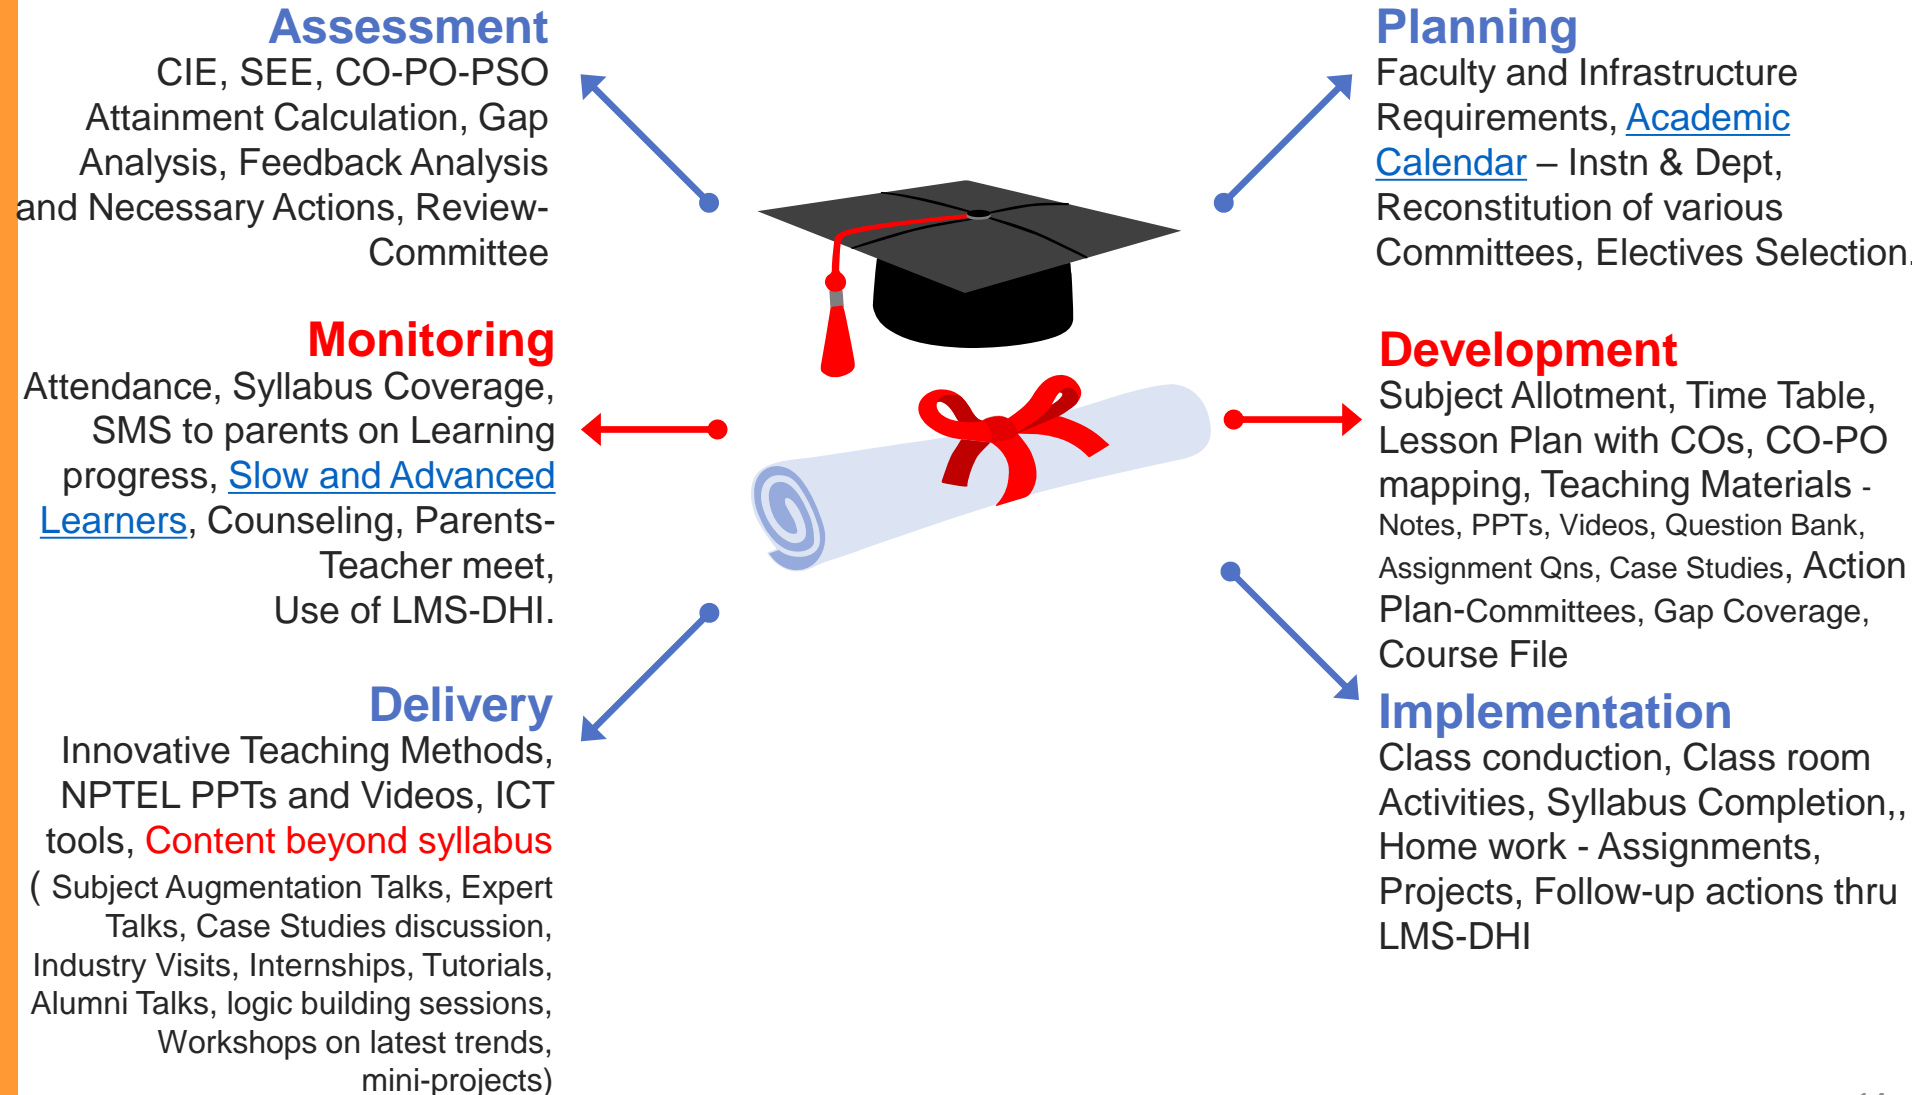 Assessment
CIE, SEE, CO-PO-PSO
Attainment Calculation, Gap
Analysis, Feedback Analysis
and Necessary Actions, Review-
Committee
Monitoring
Attendance, Syllabus Coverage,
SMS to parents on Learning
progress, Slow and Advanced
Learners, Counseling, Parents-
Teacher meet,
Use of LMS-DHI.
Delivery
Innovative Teaching Methods,
NPTEL PPTs and Videos, ICT
tools, Content beyond syllabus
( Subject Augmentation Talks, Expert
Talks, Case Studies discussion,
Industry Visits, Internships, Tutorials,
Alumni Talks, logic building sessions,
Workshops on latest trends,
mini-projects)
Planning
Faculty and Infrastructure
Requirements, Academic
Calendar – Instn & Dept,
Reconstitution of various
Committees, Electives Selection.
Development
Subject Allotment, Time Table,
Lesson Plan with COs, CO-PO
mapping, Teaching Materials -
Notes, PPTs, Videos, Question Bank,
Assignment Qns, Case Studies, Action
Plan-Committees, Gap Coverage,
Course File
Implementation
Class conduction, Class room
Activities, Syllabus Completion,,
Home work - Assignments,
Projects, Follow-up actions thru
LMS-DHI